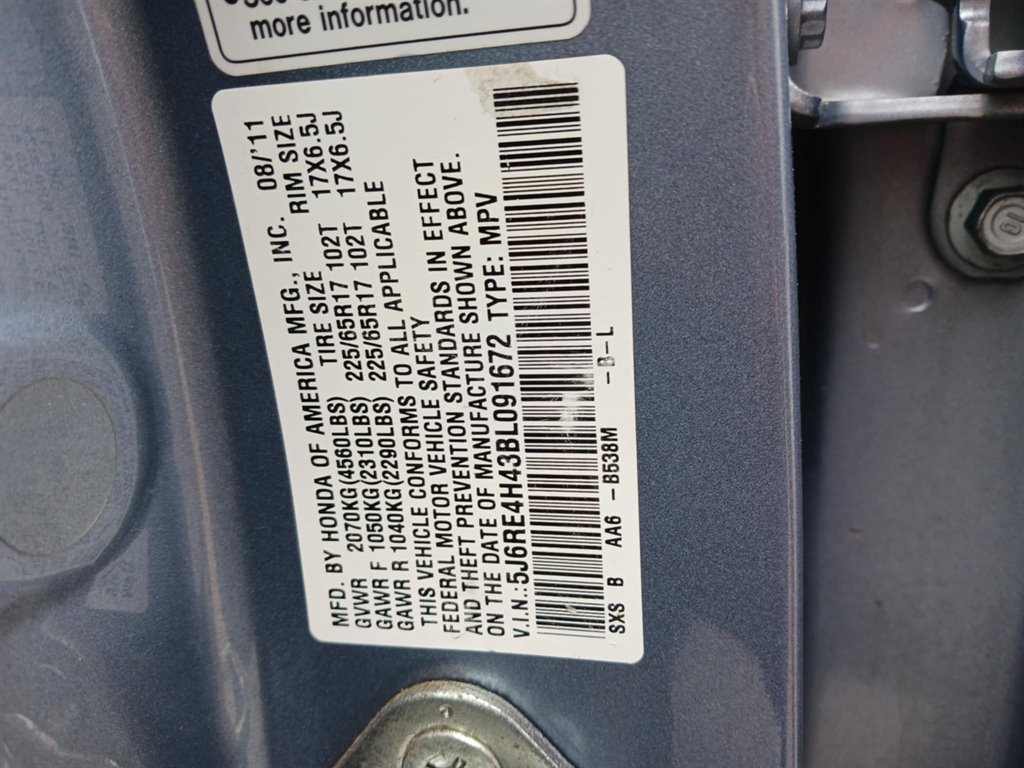 more information.
MFD. BY HONDA OF AMERICA MFG., INC. 08/'11
GVWR 2070KG(4560LBS) TIRE SIZE RIM SIZE
GAWR F 1050KG(2310LBS) 225/65R17 102T 17X6.5J
GAWR R 1040KG(2290LBS) 225/65R17 102T 17X6.5J
THIS VEHICLE CONFORMS TO ALL APPLICABLE
FEDERAL MOTOR VEHICLE SAFETY
AND THEFT PREVENTION STANDARDS IN EFFECT
ON THE DATE OF MANUFACTURE SHOWN ABOVE.
V.I.N.:5J6RE4H43BL091672 TYPE: MPV
SXS B AA6 -B538M -B-L